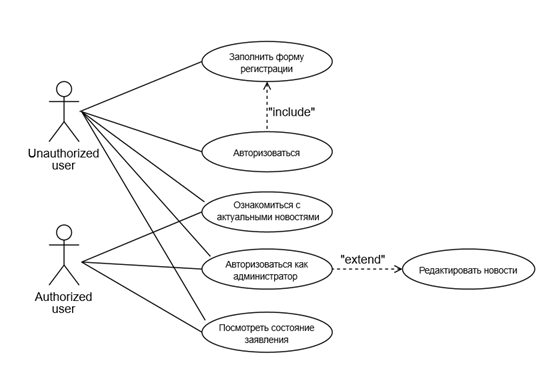 Заполнить форму
регистрации
"include"
Unauthorized
user
Авторизоваться
Ознакомиться с
актуальными новостями
Авторизоваться как
администратор
"extend"
Редактировать новости
Authorized
user
Посмотреть состояние
заявления